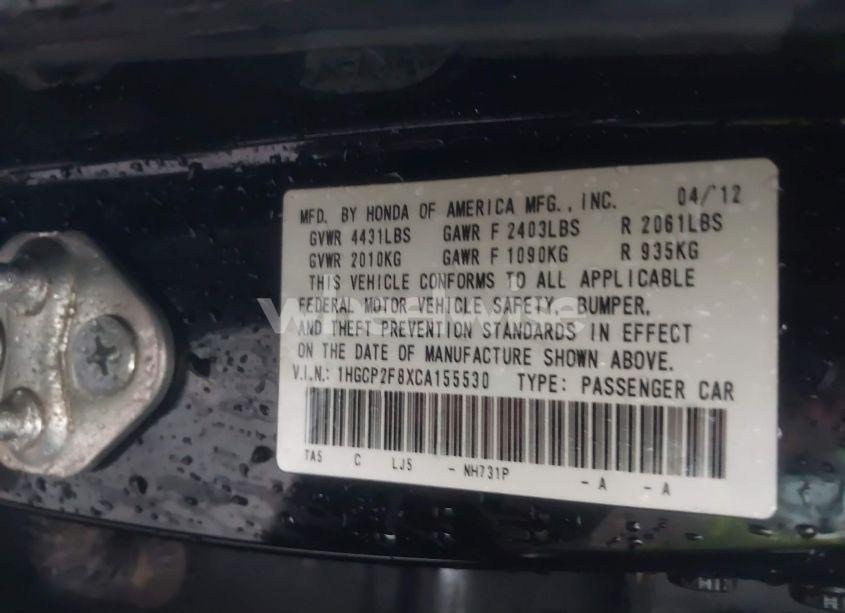 MFD. BY HONDA OF AMERICA MFG., INC. 04/'12
GVWR 4431LBS GAWR F 2403LBS R 2061LBS
GVWR 2010KG GAWR F 1090KG R 935KG
THIS VEHICLE CONFORMS TO ALL APPLICABLE
FEDERAL MOTOR VEHICLE SAFETY, BUMPER,
AND THEFT PREVENTION STANDARDS IN EFFECT
ON THE DATE OF MANUFACTURE SHOWN ABOVE.
V.I.N.: 1HGCP2F8XCA155530 TYPE: PASSENGER CAR
TA5 C LJ5 - NH731P - A - A